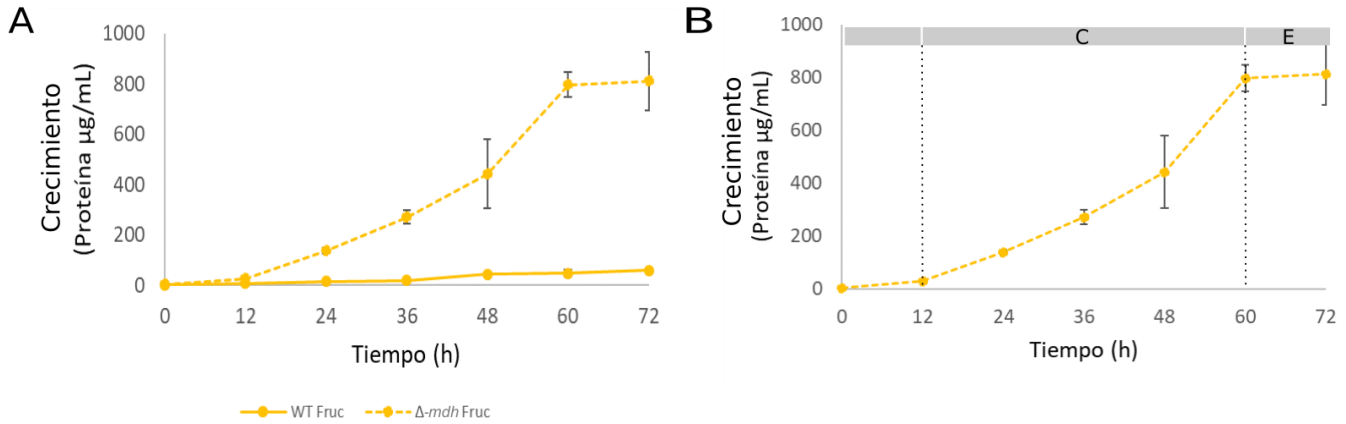 A
1000
800
600
400
200
0
Crecimiento
(Proteína µg/mL)
0 12 24 36 48 60 72
Tiempo (h)
WT Fruc Δ-mdh Fruc
B
C E
1000
800
600
400
200
0
Crecimiento
(Proteína µg/mL)
0 12 24 36 48 60 72
Tiempo (h)